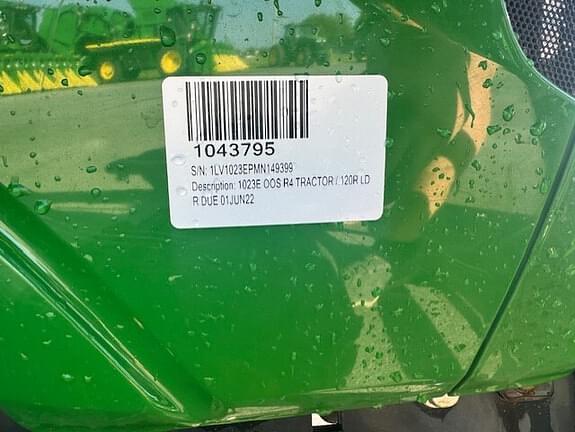 1043795
S/N: 1LV1023EPMN149399
Description: 1023E OOS R4 TRACTOR / 120R LD
R DUE 01JUN22